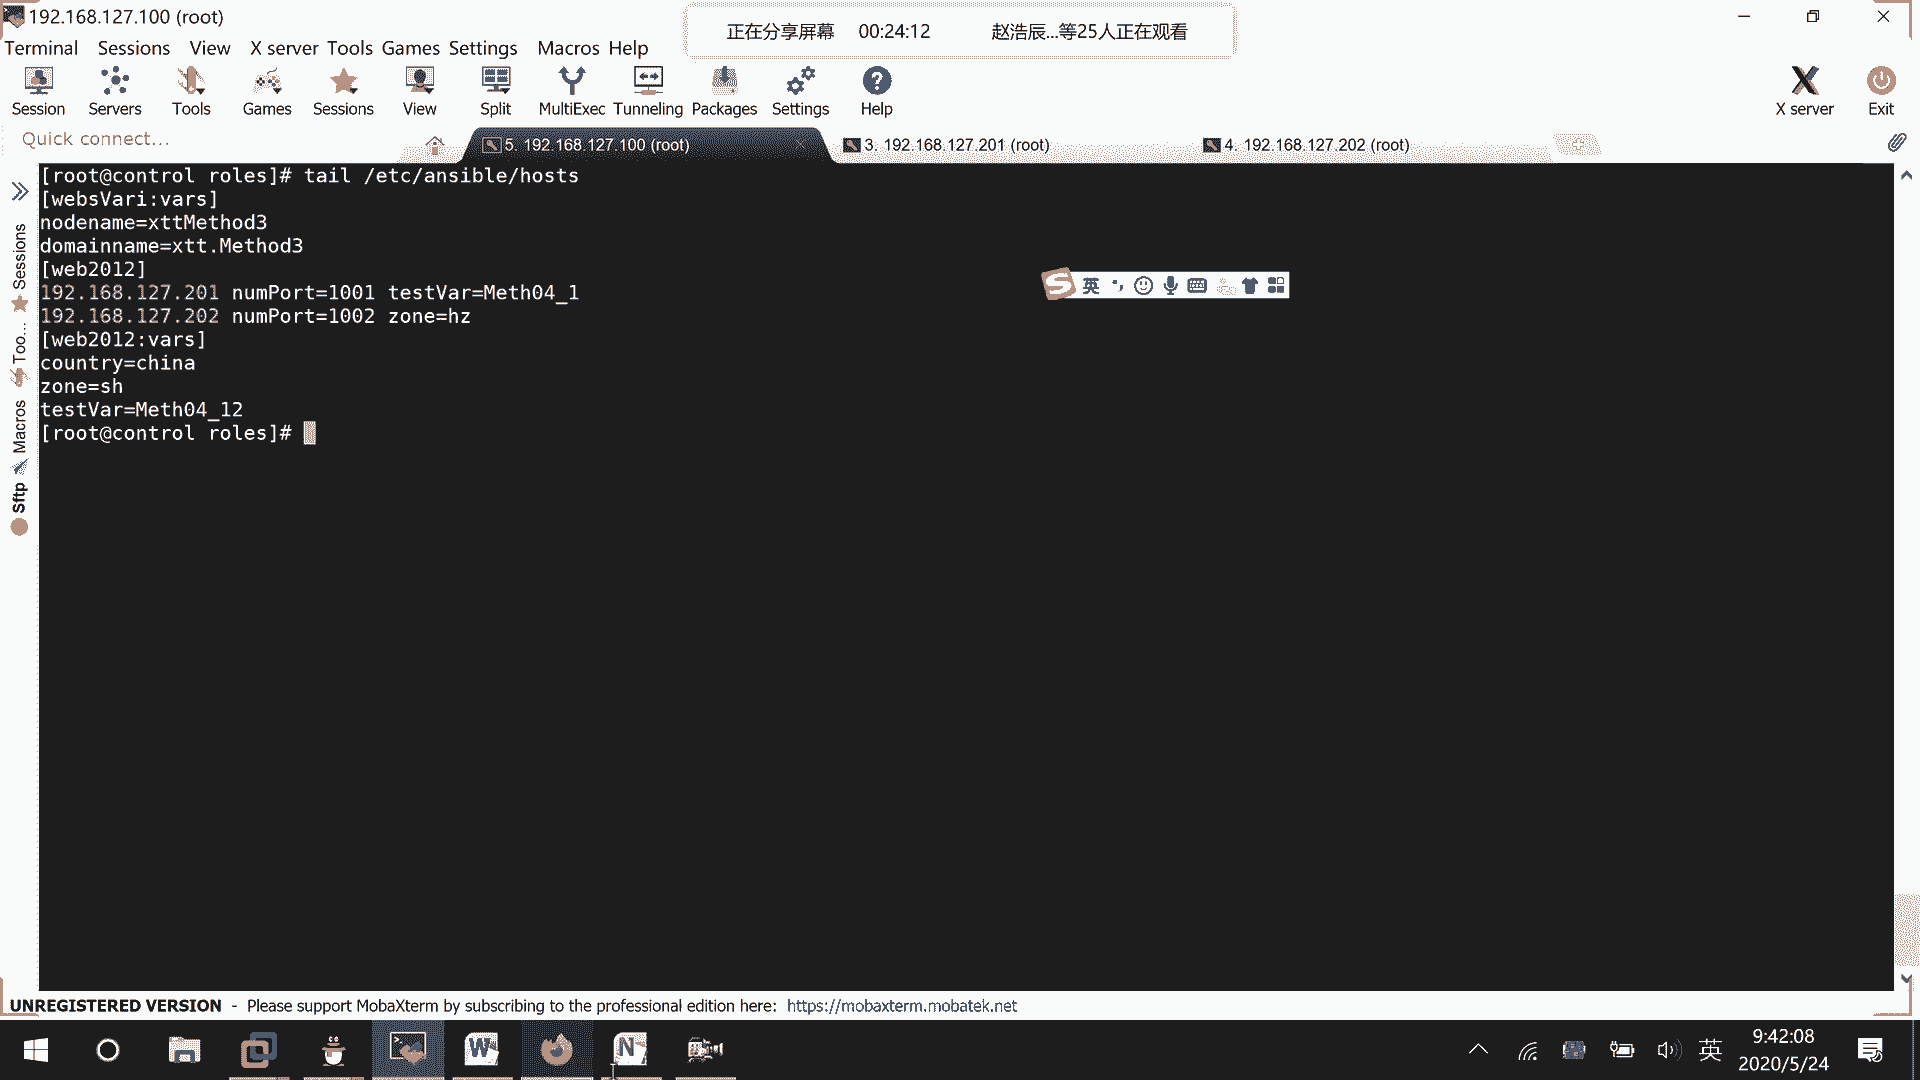 192.168.127.100 (root)
正在分享屏幕 00:24:12 赵浩辰...等25人正在观看
Terminal Sessions View X server Tools Games Settings Macros Help
Session Servers Tools Games Sessions View Split MultiExec Tunneling Packages Settings Help X server Exit
Quick connect...
5. 192.168.127.100 (root)
3. 192.168.127.201 (root)
4. 192.168.127.202 (root)
Sessions
Too...
Macros
Sftp
[root@control roles]# tail /etc/ansible/hosts
[websVari:vars]
nodename=xttMethod3
domainname=xtt.Method3
[web2012]
192.168.127.201 numPort=1001 testVar=Meth04_1
192.168.127.202 numPort=1002 zone=hz
[web2012:vars]
country=china
zone=sh
testVar=Meth04_12
[root@control roles]#
英
UNREGISTERED VERSION - Please support MobaXterm by subscribing to the professional edition here: https://mobaxterm.mobatek.net
英
9:42:08
2020/5/24